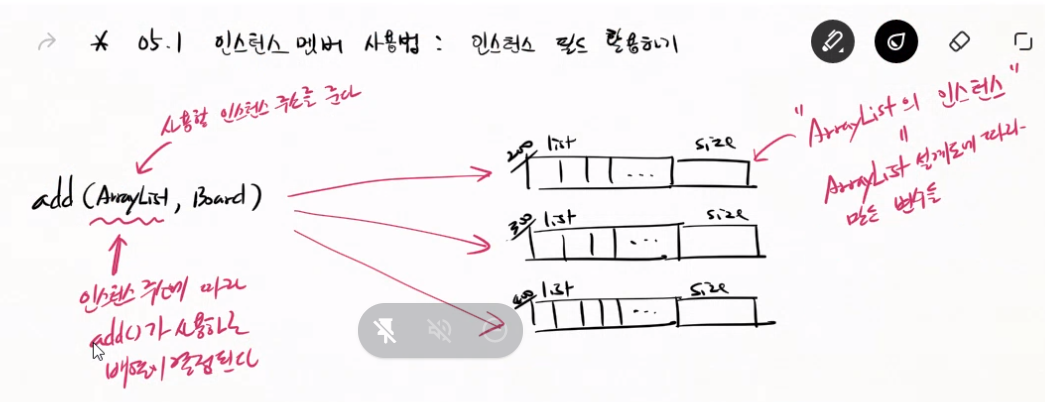 * 05.1 인스턴스 멤버 사용법 : 인스턴스 필드 활용하기
사용할 인스턴스 주소를 준다
add (ArrayList, Board)
인스턴스 주소에 따라
add()가 사용하는
배열이 결정된다
200 list size
300 list size
400 list size
"ArrayList의 인스턴스"
"
ArrayList 설계도에 따라
만든 변수들